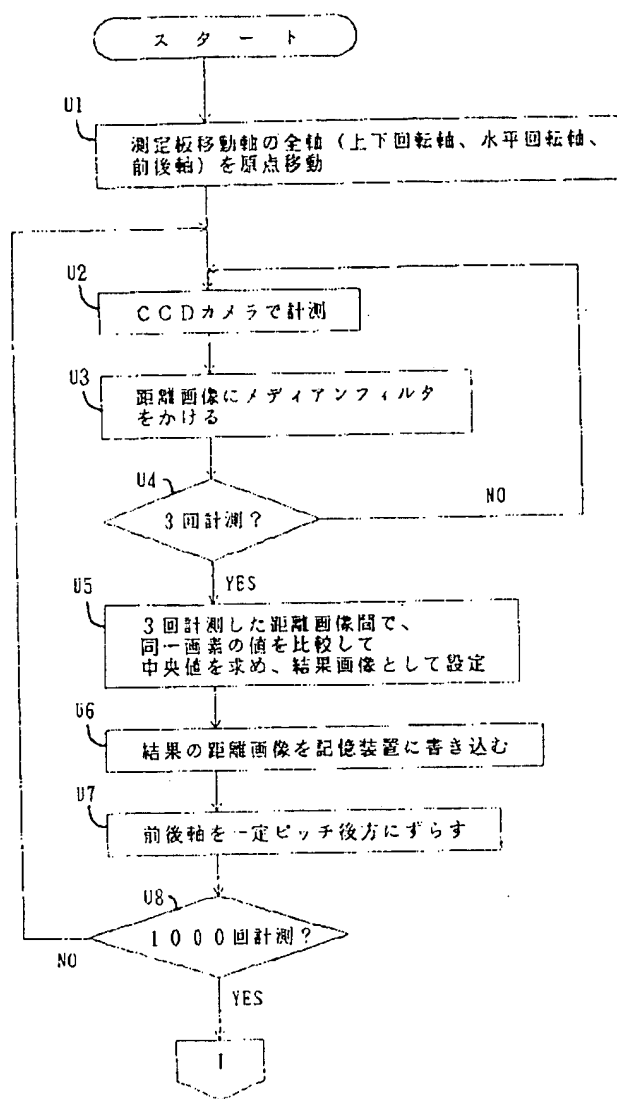 スタート
U1
測定板移動軸の全軸（上下回転軸、水平回転軸、
前後軸）を原点移動
U2
CCDカメラで計測
U3
距離画像にメディアンフィルタ
をかける
U4
3回計測？
NO
YES
U5
3回計測した距離画像間で、
同一画素の値を比較して
中央値を求め、結果画像として設定
U6
結果の距離画像を記憶装置に書き込む
U7
前後軸を一定ピッチ後方にずらす
U8
1000回計測？
NO
YES
1